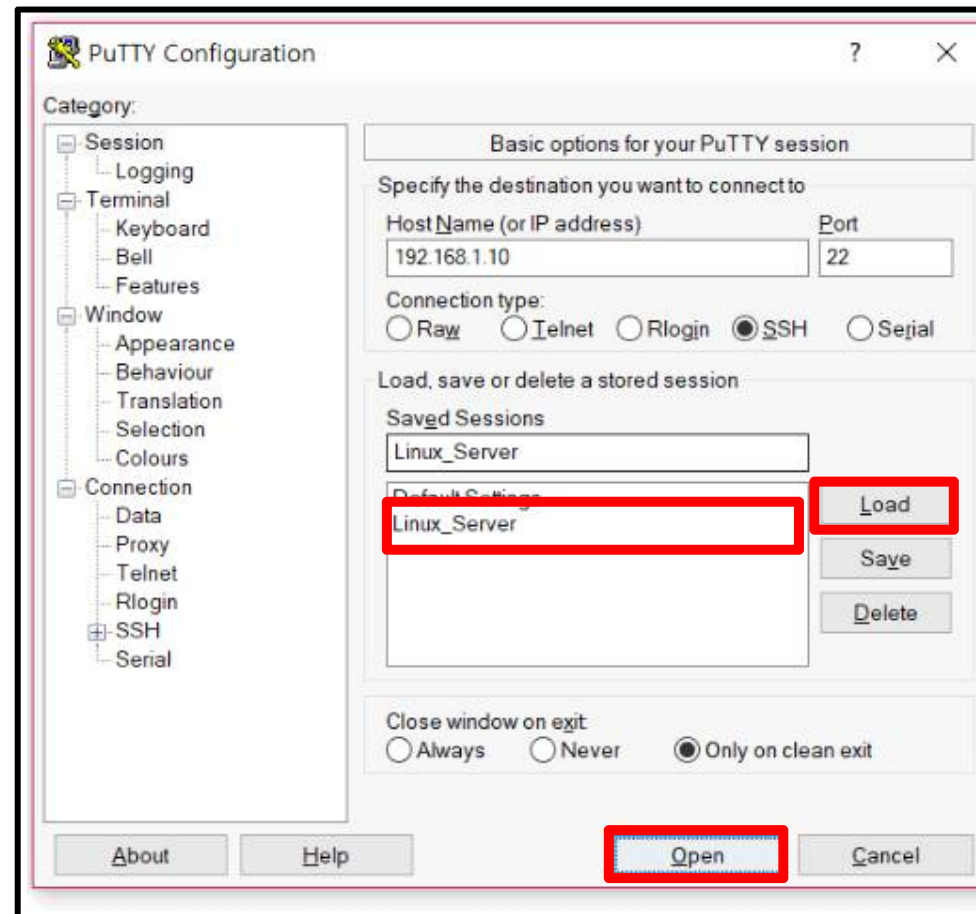 PuTTY Configuration
?
Category:
Session
Logging
Terminal
Keyboard
Bell
Features
Window
Appearance
Behaviour
Translation
Selection
Colours
Connection
Data
Proxy
Telnet
Rlogin
SSH
Serial
Basic options for your PuTTY session
Specify the destination you want to connect to
Host Name (or IP address) Port
192.168.1.10 22
Connection type:
Raw Telnet Rlogin SSH Serial
Load, save or delete a stored session
Saved Sessions
Linux_Server
Default Settings
Linux_Server
Load
Save
Delete
Close window on exit:
Always Never Only on clean exit
About Help Open Cancel